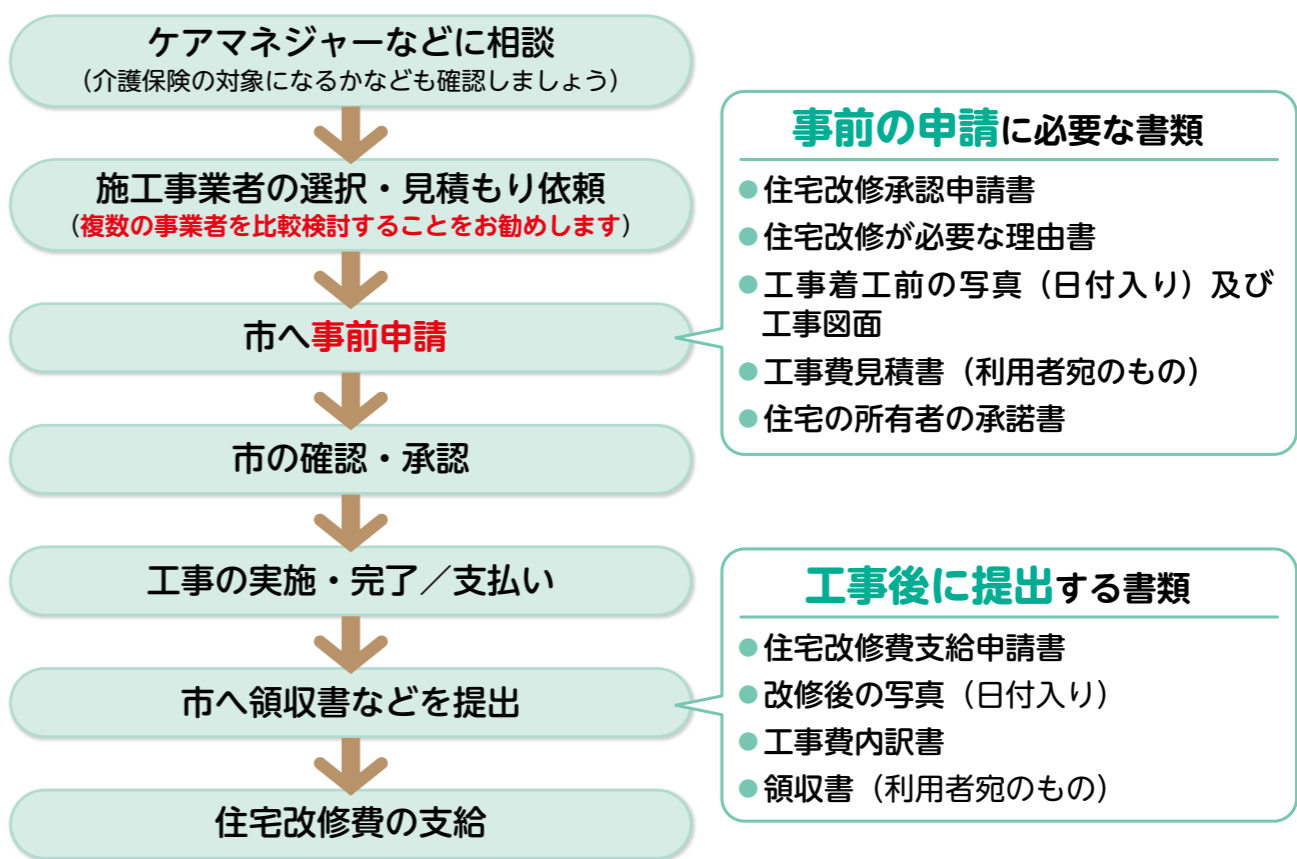 ケアマネジャーなどに相談
（介護保険の対象になるかなども確認しましょう）
施工事業者の選択・見積もり依頼
（複数の事業者を比較検討することをお勧めします）
市へ事前申請
市の確認・承認
工事の実施・完了／支払い
市へ領収書などを提出
住宅改修費の支給
事前の申請に必要な書類
●住宅改修承認申請書
●住宅改修が必要な理由書
●工事着工前の写真（日付入り）及び
工事図面
●工事費見積書（利用者宛のもの）
●住宅の所有者の承諾書
工事後に提出する書類
●住宅改修費支給申請書
●改修後の写真（日付入り）
●工事費内訳書
●領収書（利用者宛のもの）